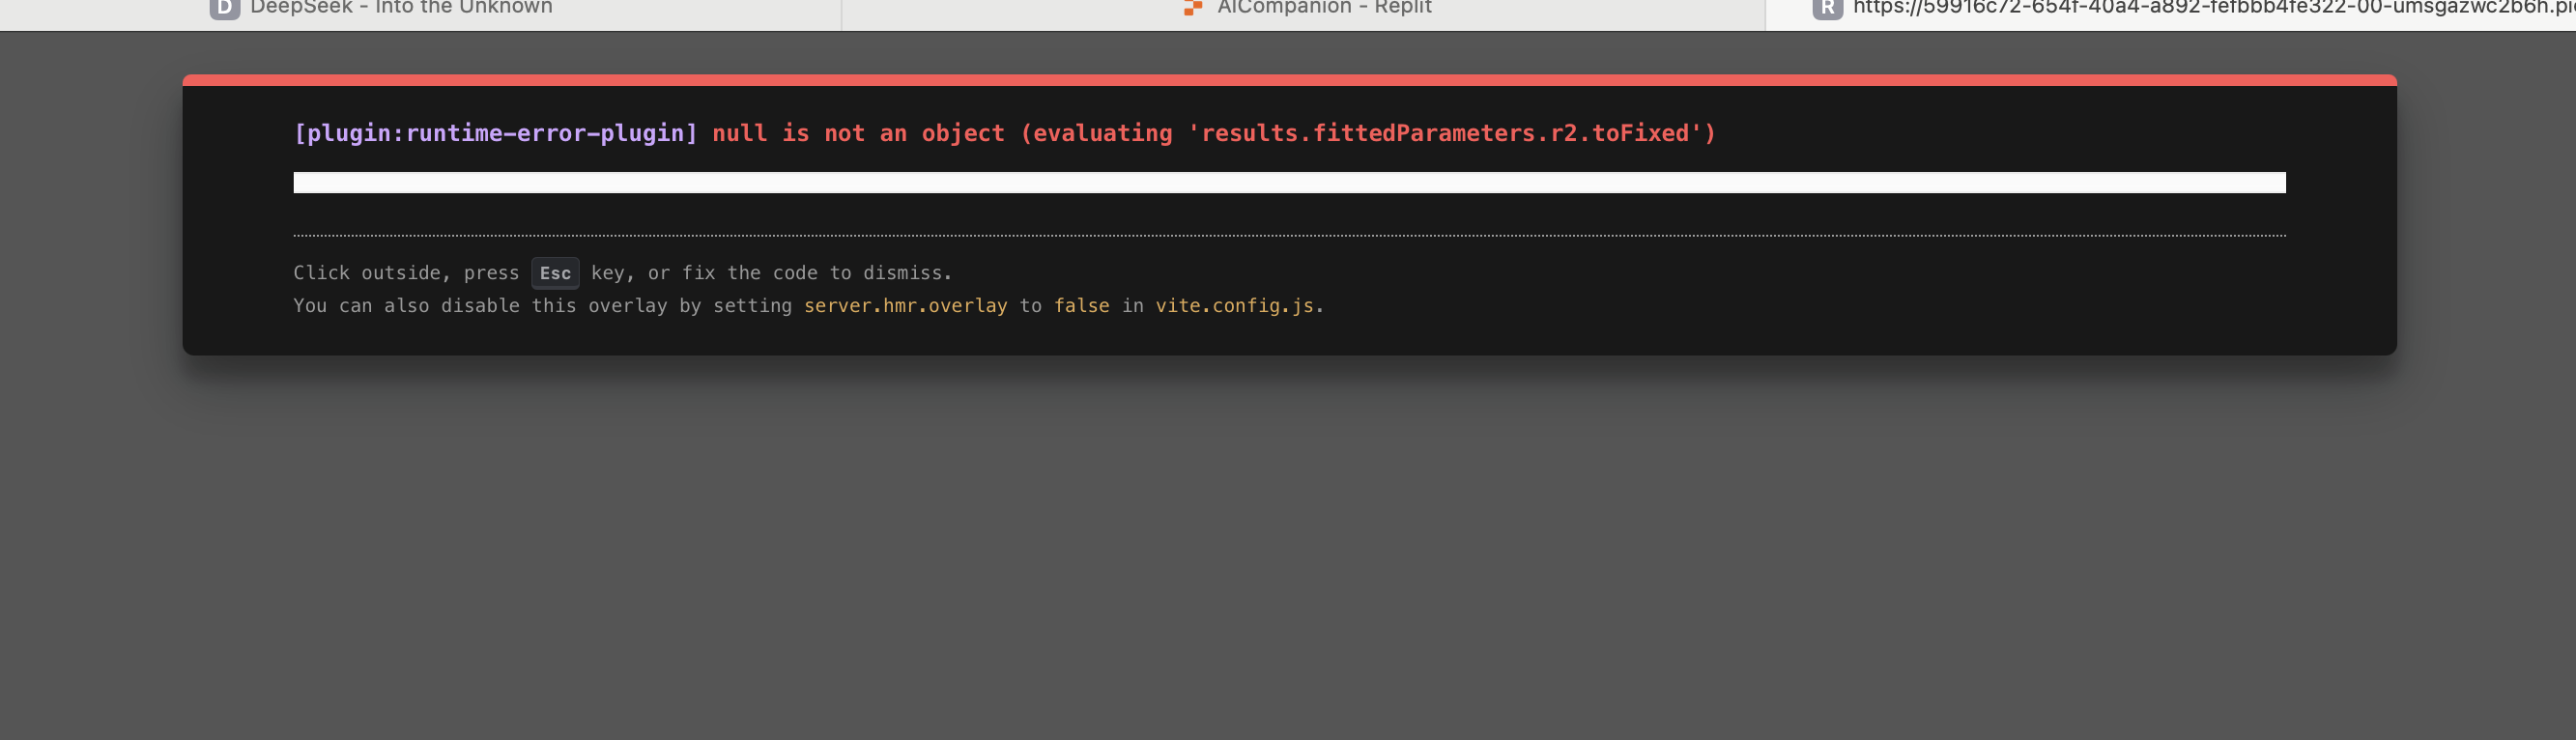 D DeepSeek - Into the Unknown
AICompanion - Replit
R https://59916c72-654f-40a4-a892-fefbbb4fe322-00-umsgazwc2b6h.pi
[plugin:runtime-error-plugin] null is not an object (evaluating 'results.fittedParameters.r2.toFixed')
Click outside, press Esc key, or fix the code to dismiss.
You can also disable this overlay by setting server.hmr.overlay to false in vite.config.js.